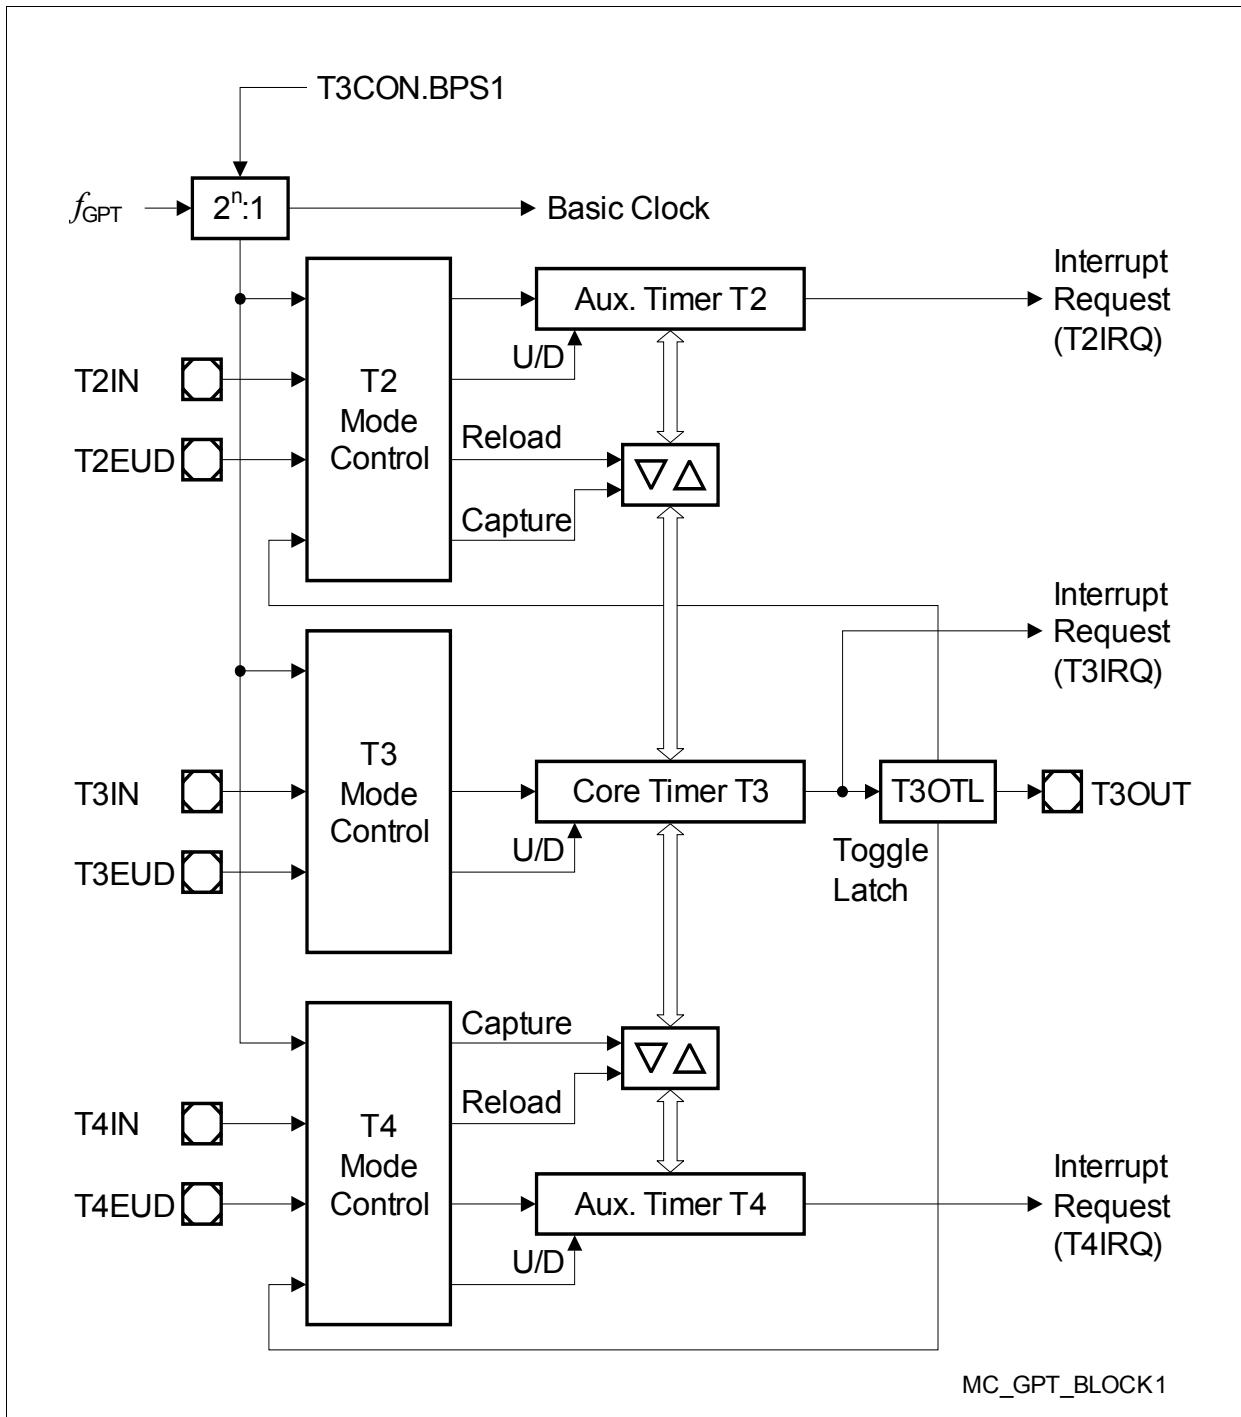 T3CON.BPS1
fGPT
2ⁿ:1
Basic Clock
Interrupt
Request
(T2IRQ)
Aux. Timer T2
U/D
T2IN
T2
Mode
Control
T2EUD
Reload
Capture
Interrupt
Request
(T3IRQ)
T3
Mode
Control
T3IN
Core Timer T3
T3OTL
T3OUT
U/D
Toggle
Latch
T3EUD
Capture
Reload
T4IN
T4
Mode
Control
T4EUD
Aux. Timer T4
Interrupt
Request
(T4IRQ)
U/D
MC_GPT_BLOCK1